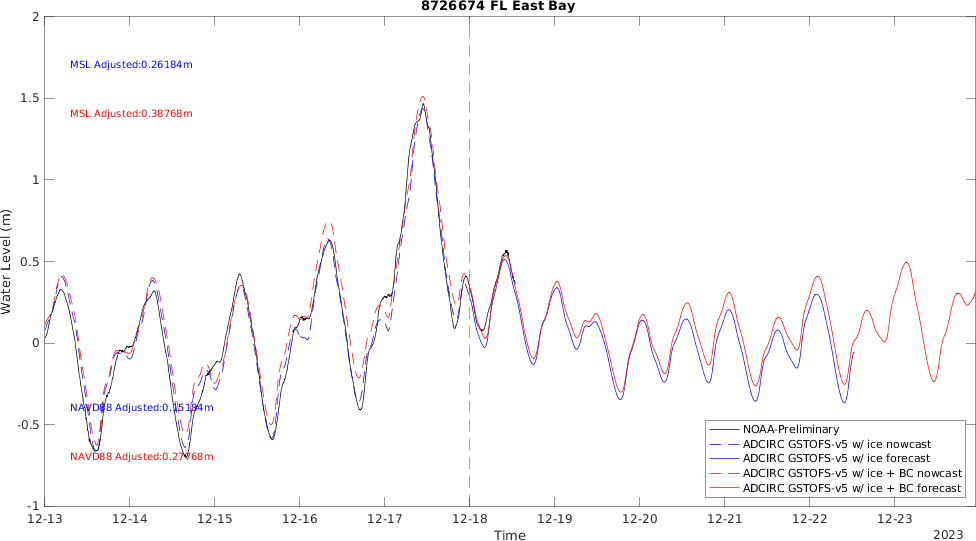 8726674 FL East Bay
2
1.5
1
0.5
0
-0.5
-1
Water Level (m)
MSL Adjusted:0.26184m
MSL Adjusted:0.38768m
NAVD88 Adjusted:0.15184m
NAVD88 Adjusted:0.27768m
NOAA-Preliminary
ADCIRC GSTOFS-v5 w/ ice nowcast
ADCIRC GSTOFS-v5 w/ ice forecast
ADCIRC GSTOFS-v5 w/ ice + BC nowcast
ADCIRC GSTOFS-v5 w/ ice + BC forecast
12-13 12-14 12-15 12-16 12-17 12-18 12-19 12-20 12-21 12-22 12-23
Time
2023